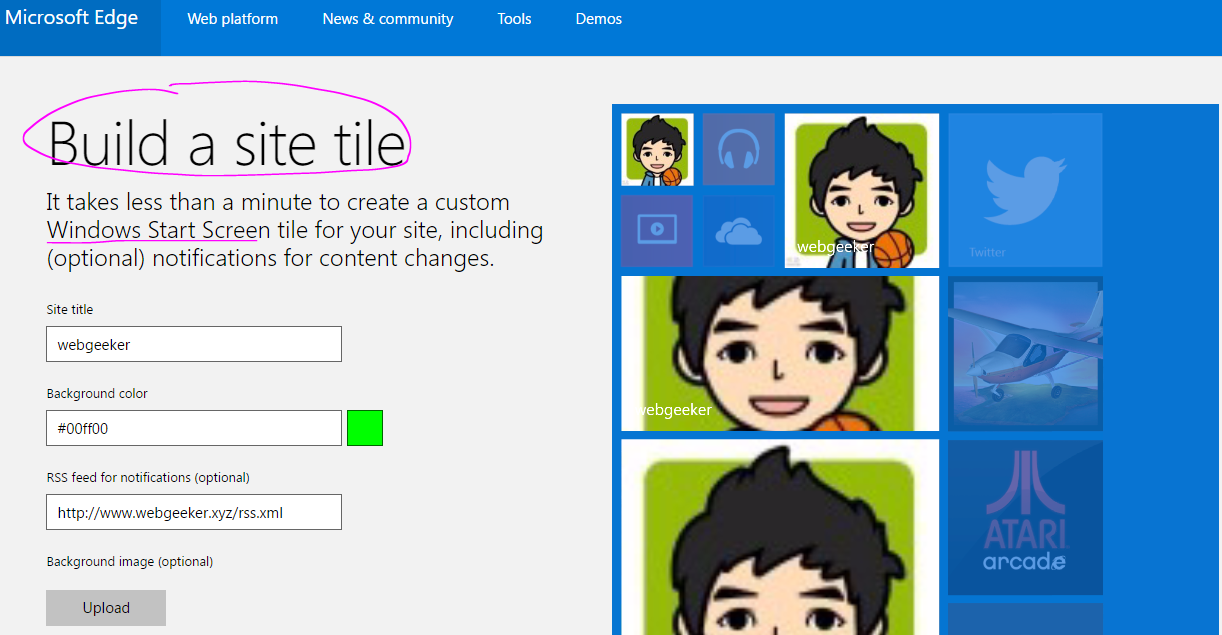 Microsoft Edge
Web platform
News & community
Tools
Demos
Build a site tile
It takes less than a minute to create a custom
Windows Start Screen tile for your site, including
(optional) notifications for content changes.
Site title
webgeeker
Background color
#00ff00
RSS feed for notifications (optional)
http://www.webgeeker.xyz/rss.xml
Background image (optional)
Upload
webgeeker
Twitter
webgeeker
ATARI
arcade